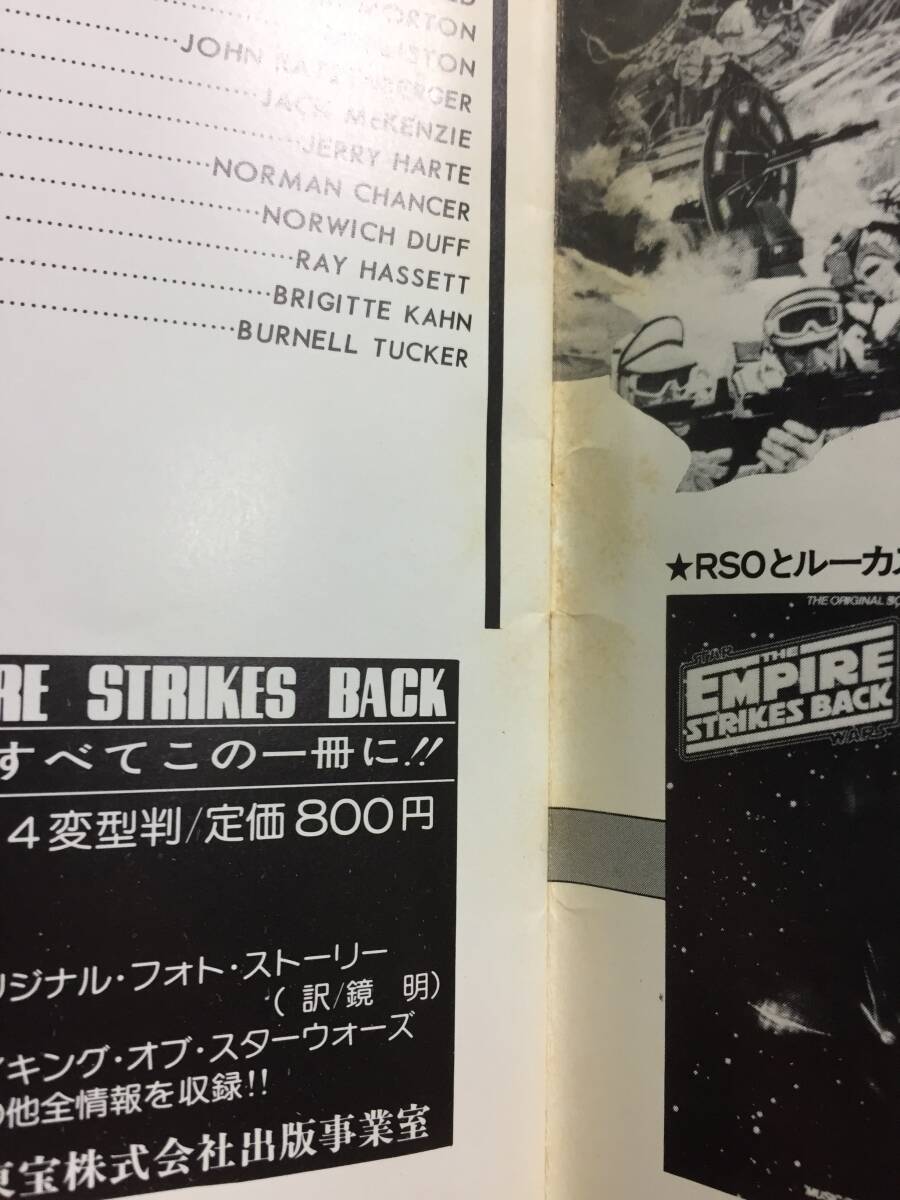 MORTON
JOHN RATZENBERGER
JACK McKENZIE
JERRY HARTE
NORMAN CHANCER
NORWICH DUFF
RAY HASSETT
BRIGITTE KAHN
BURNELL TUCKER
RE STRIKES BACK
すべてこの一冊に!!
4変型判/定価800円
リジナル・フォト・ストーリー
(訳/鏡 明)
イキング・オブ・スターウォーズ
の他全情報を収録!!
東宝株式会社出版事業室
★RSOとルーカス
THE ORIGINAL SO
STAR
THE
EMPIRE
STRIKES BACK
WARS